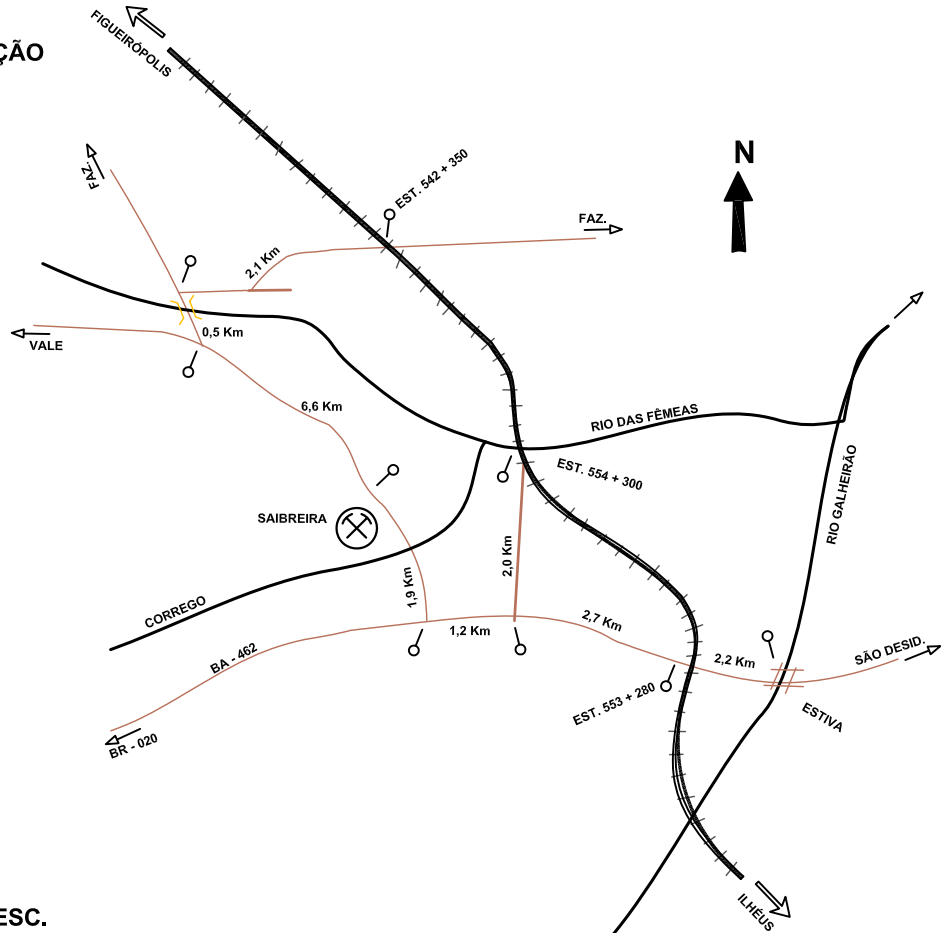 FIGUEIRÓPOLIS
ÇÃO
N
FAZ.
EST. 542 + 350
FAZ.
2,1 Km
0,5 Km
VALE
6,6 Km
RIO DAS FÊMEAS
EST. 554 + 300
RIO GALHEIRÃO
SAIBREIRA
2,0 Km
1,9 Km
CORREGO
1,2 Km
2,7 Km
BA - 462
2,2 Km
SÃO DESID.
EST. 553 + 280
ESTIVA
BR - 020
ILHÉUS
ESC.